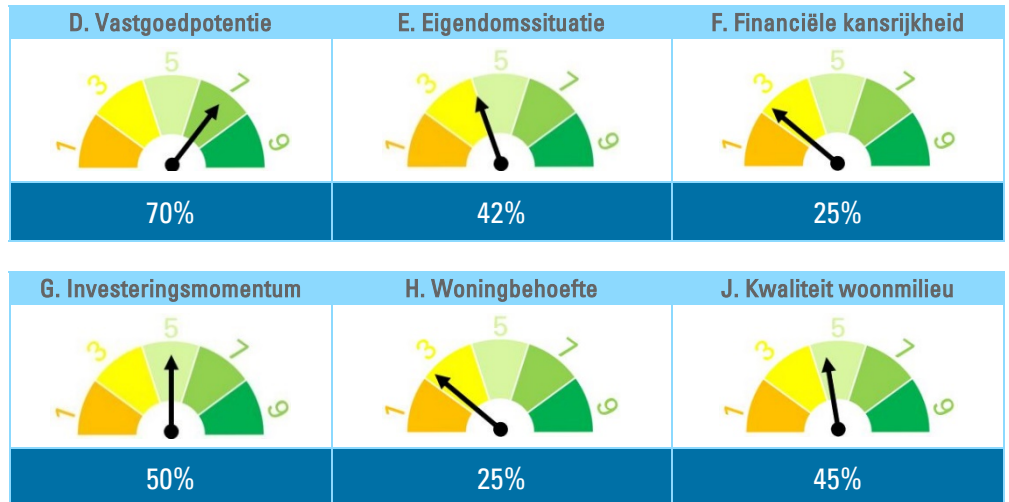 D. Vastgoedpotentie
E. Eigendomssituatie
F. Financiële kansrijkheid
1 3 5 7 9
1 3 5 7 9
1 3 5 7 9
70%
42%
25%
G. Investeringsmomentum
H. Woningbehoefte
J. Kwaliteit woonmilieu
1 3 5 7 9
1 3 5 7 9
1 3 5 7 9
50%
25%
45%